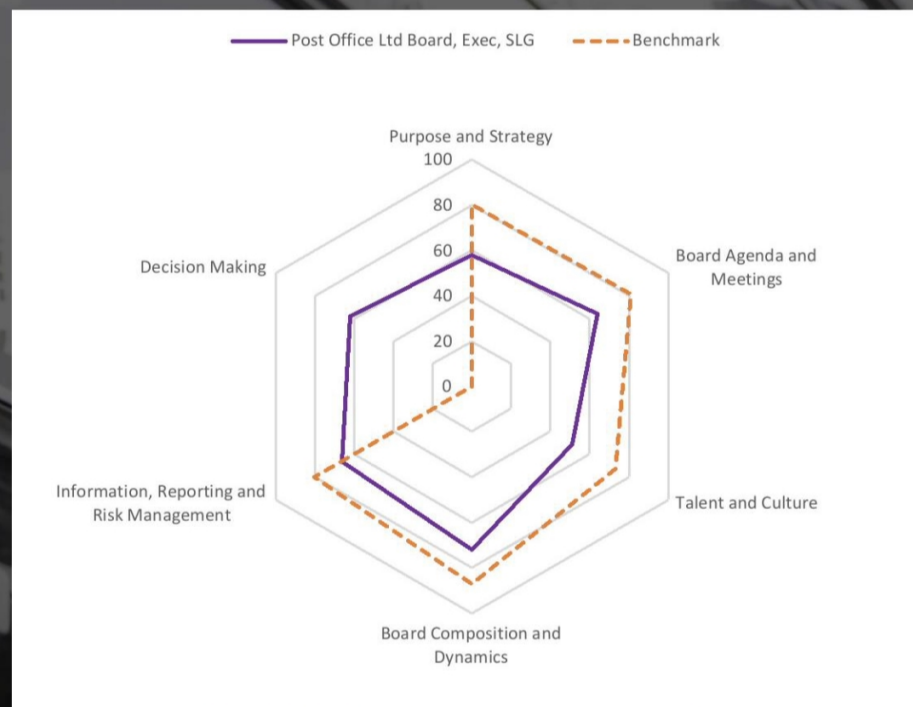 Post Office Ltd Board, Exec, SLG
Benchmark
Purpose and Strategy
100
80
60
40
20
0
Board Agenda and
Meetings
Talent and Culture
Board Composition and
Dynamics
Information, Reporting and
Risk Management
Decision Making